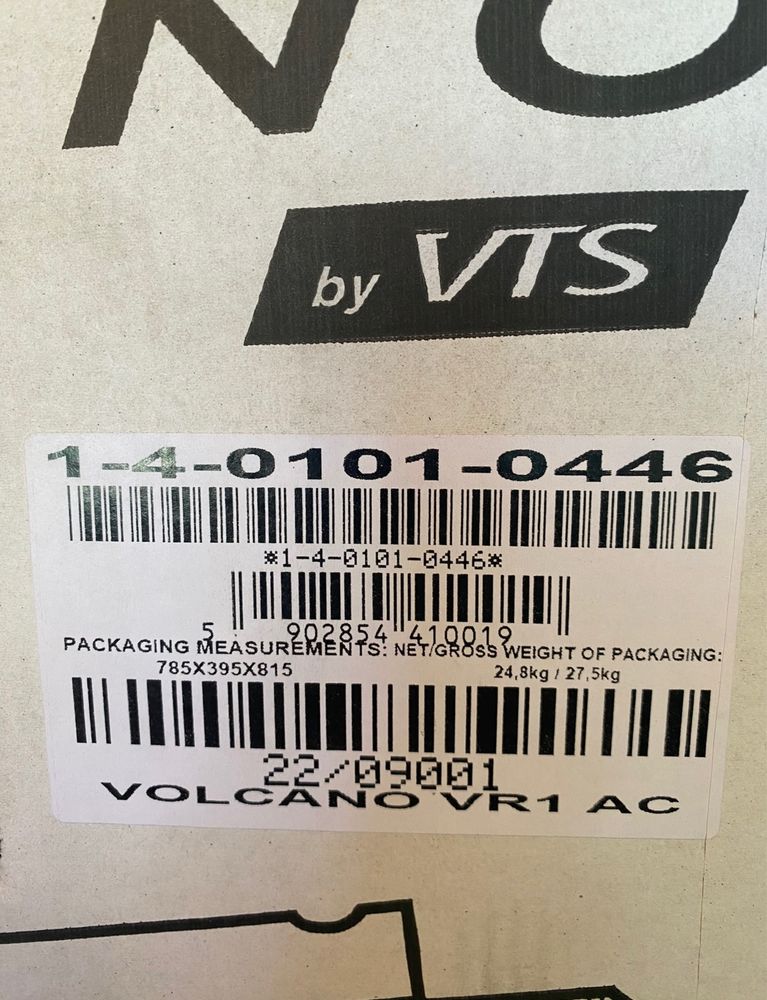 NO
by VTS
1-4-0101-0446
*1-4-0101-0446*
5 902854 410019
PACKAGING MEASUREMENTS: NET/GROSS WEIGHT OF PACKAGING:
785X395X815 24,8kg / 27,5kg
22/09001
VOLCANO VR1 AC